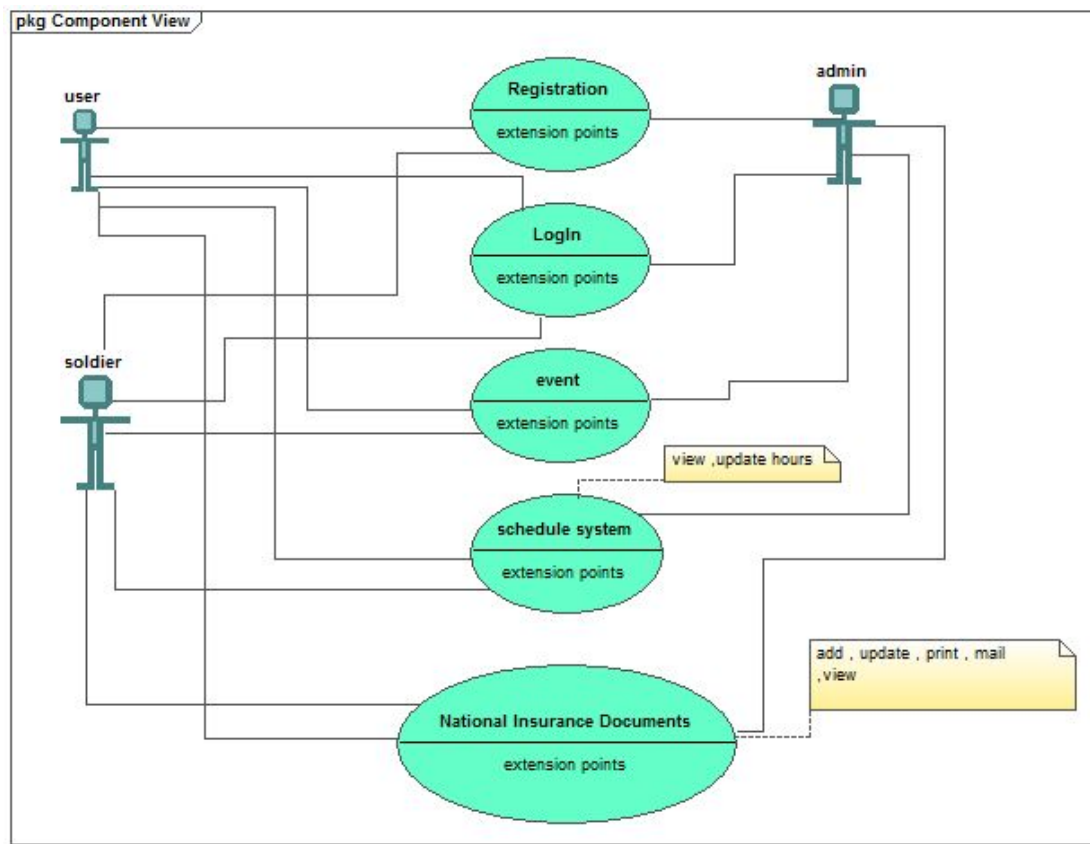 pkg Component View
user
admin
Registration
extension points
LogIn
extension points
soldier
event
extension points
view ,update hours
schedule system
extension points
add , update , print , mail
,view
National Insurance Documents
extension points